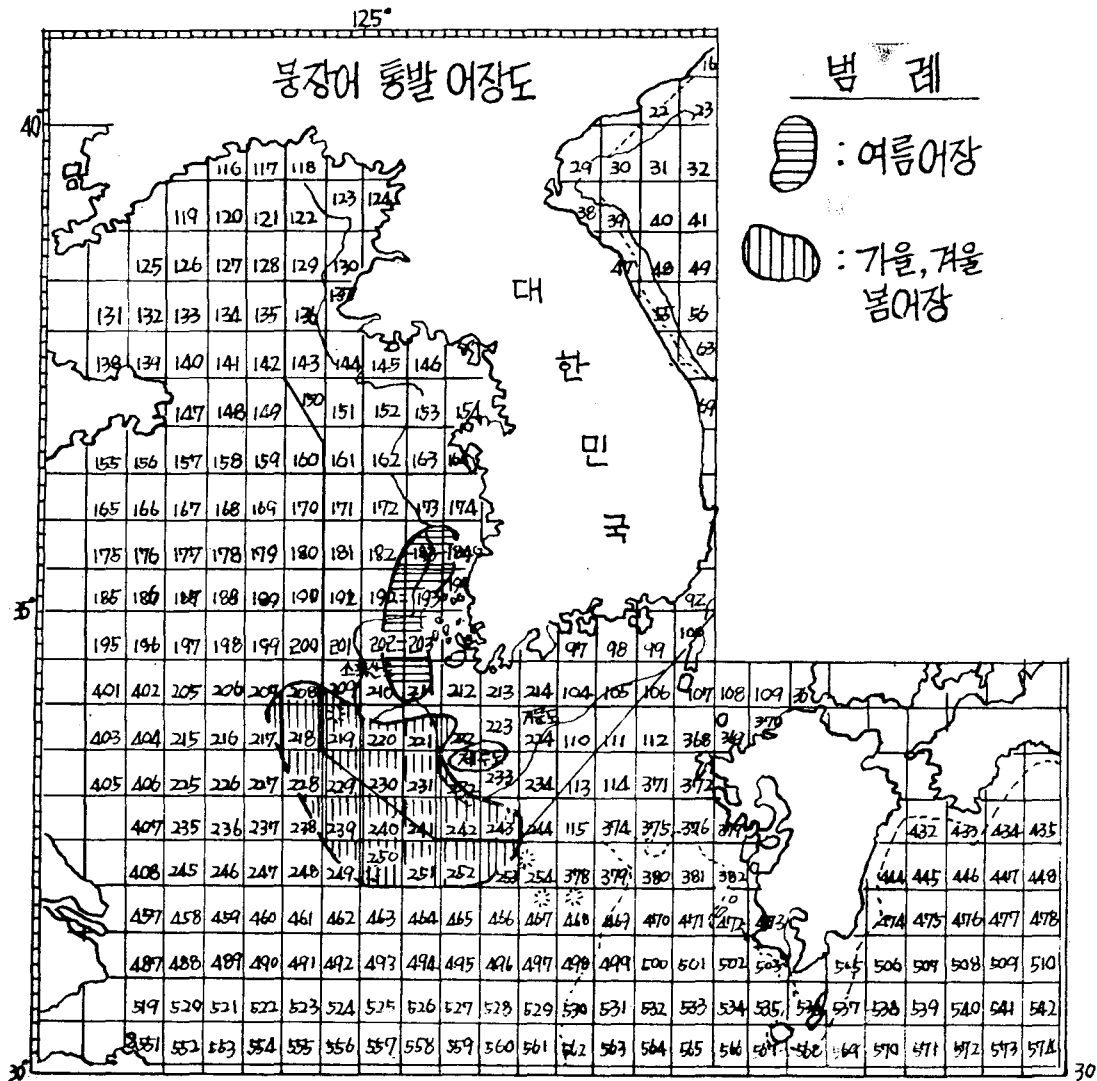 125°
붕장어 통발 어장도
범 례
: 여름어장
: 가을, 겨울
봄어장
16
40°
22 23
116 117 118 29 30 31 32
123 124
119 120 121 122 38 39 40 41
125 126 127 128 129 130 47 48 49
대
131 132 133 134 135 136 137 55 56
63
138 139 140 141 142 143 144 145 146
한
147 148 149 150 151 152 153 154 69
민
155 156 157 158 159 160 161 162 163 164
165 166 167 168 169 170 171 172 173 174
국
175 176 177 178 179 180 181 182 183 184
185 186 187 188 189 190 191 192 193 92
35°
195 196 197 198 199 200 201 202 203 97 98 99 100
401 402 205 206 207 208 209 210 211 212 213 214 104 105 106 107 108 109
403 404 215 216 217 218 219 220 221 222 223 224 110 111 112 368 369 370
제주도
405 406 225 226 227 228 229 230 231 232 233 234 113 114 371 372
407 235 236 237 238 239 240 241 242 243 244 115 374 375 376 377 432 433 434 435
408 245 246 247 248 249 250 251 252 253 254 378 379 380 381 382 444 445 446 447 448
457 458 459 460 461 462 463 464 465 466 467 468 469 470 471 472 473 474 475 476 477 478
487 488 489 490 491 492 493 494 495 496 497 498 499 500 501 502 503 505 506 507 508 509 510
519 520 521 522 523 524 525 526 527 528 529 530 531 532 533 534 535 536 537 538 539 540 541 542
551 552 553 554 555 556 557 558 559 560 561 562 563 564 565 566 567 568 569 570 571 572 573 574
30° 30